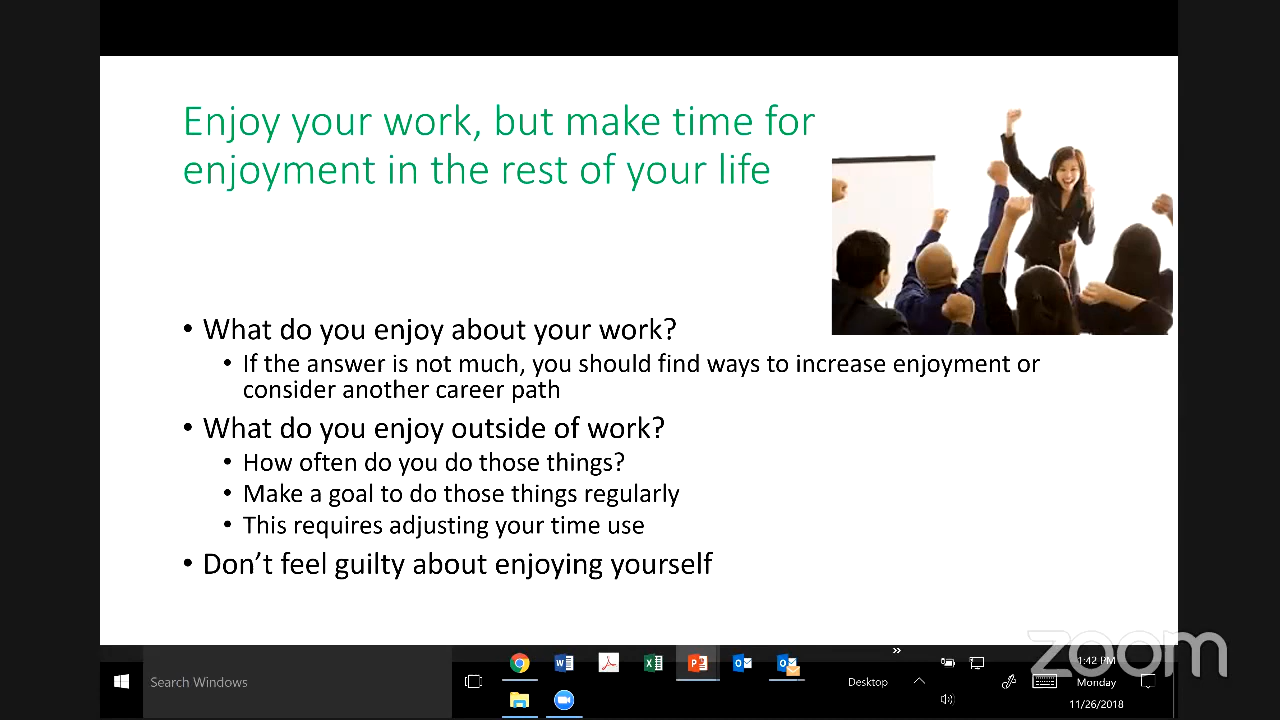 Enjoy your work, but make time for
enjoyment in the rest of your life
• What do you enjoy about your work?
• If the answer is not much, you should find ways to increase enjoyment or
consider another career path
• What do you enjoy outside of work?
• How often do you do those things?
• Make a goal to do those things regularly
• This requires adjusting your time use
• Don’t feel guilty about enjoying yourself
zoom
Search Windows
Desktop
1:42 PM
Monday
11/26/2018